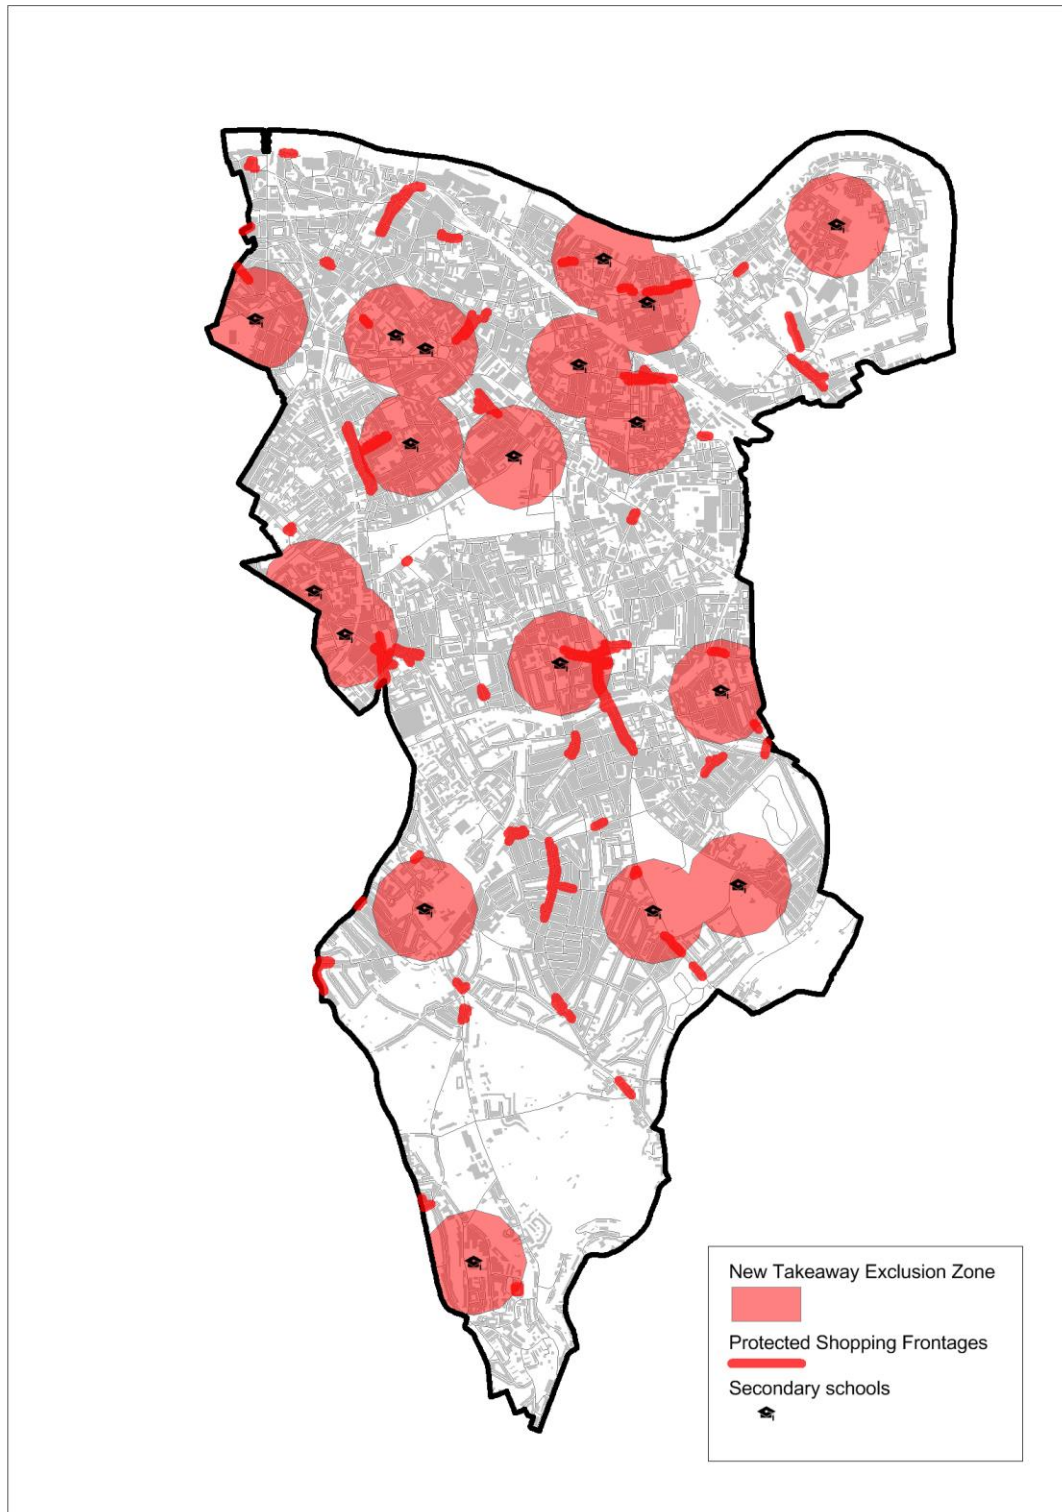 New Takeaway Exclusion Zone
Protected Shopping Frontages
Secondary schools